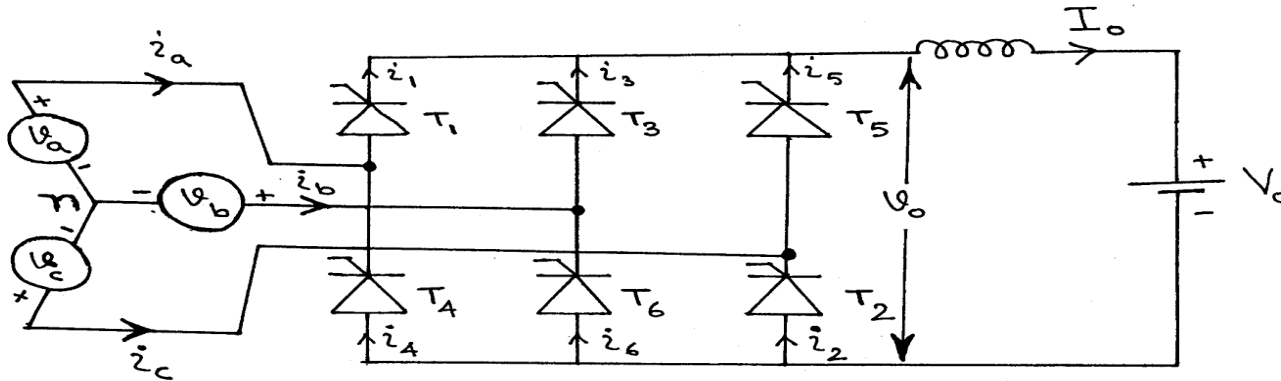 i_a
I_o
i_1
i_3
i_5
+
v_a
-
T_1
T_3
T_5
n
-
v_b
+
i_b
v_o
+
V_o
-
-
v_c
+
T_4
T_6
T_2
i_4
i_6
i_2
i_c